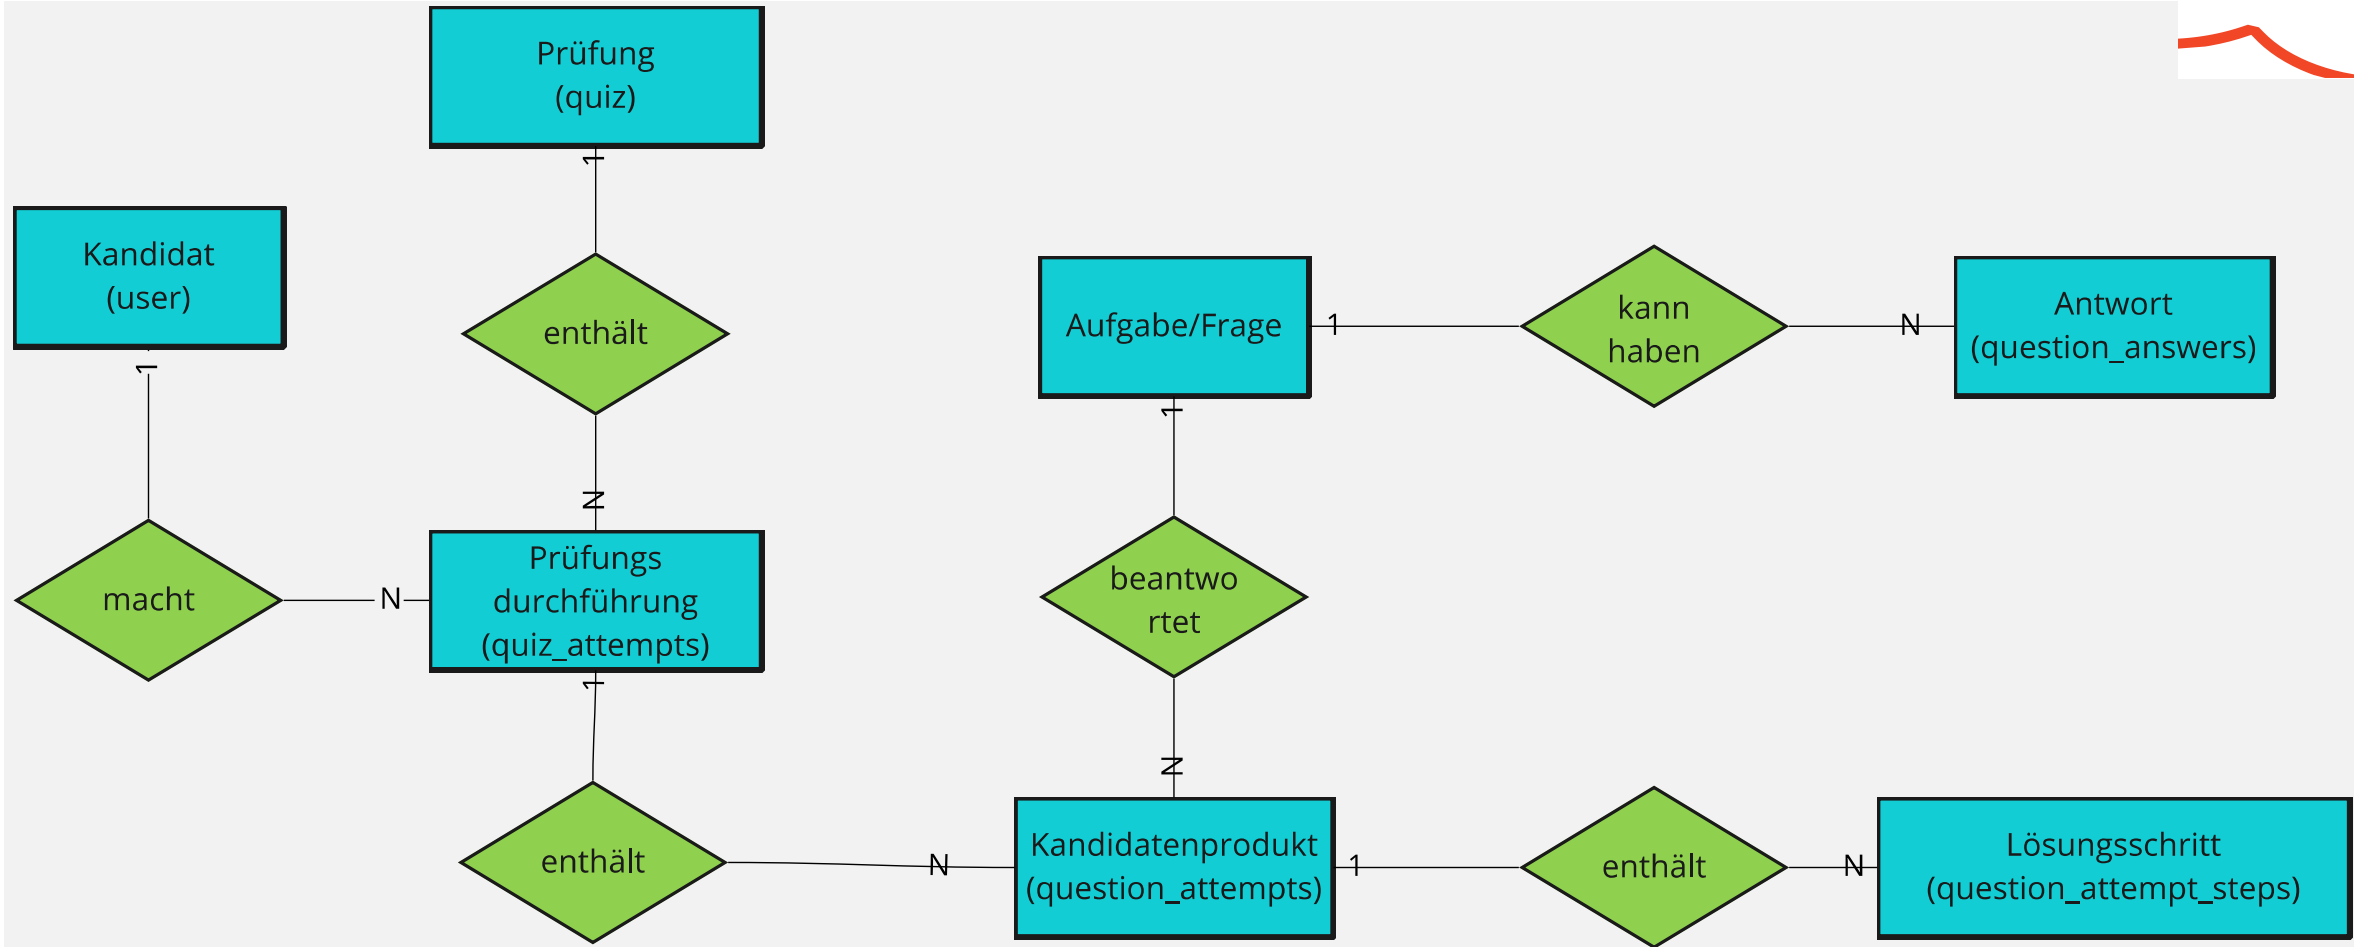 Prüfung
(quiz)
1
Kandidat
(user)
1
enthält
N
macht
N
Prüfungs
durchführung
(quiz_attempts)
1
enthält
N
Aufgabe/Frage
1
kann
haben
N
Antwort
(question_answers)
1
beantwo
rtet
N
Kandidatenprodukt
(question_attempts)
1
enthält
N
Lösungsschritt
(question_attempt_steps)